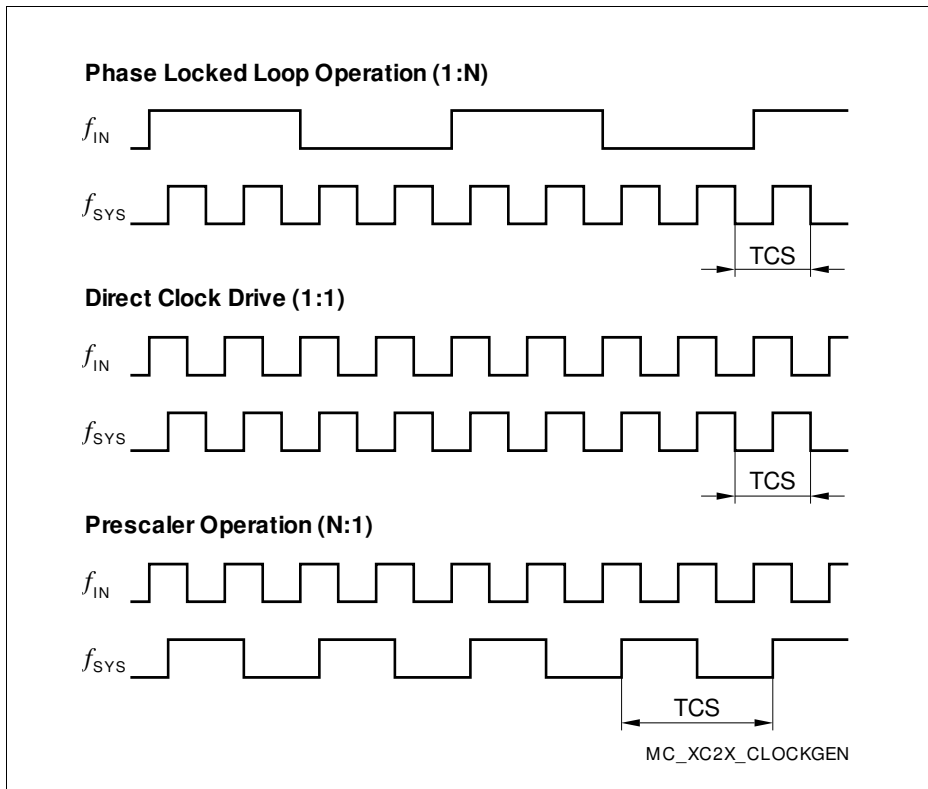 Phase Locked Loop Operation (1:N)
fIN
fSYS
TCS
Direct Clock Drive (1:1)
fIN
fSYS
TCS
Prescaler Operation (N:1)
fIN
fSYS
TCS
MC_XC2X_CLOCKGEN